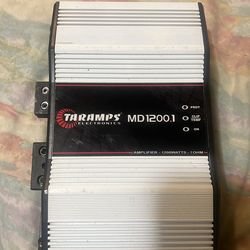 PROT
TARAMPS
ELECTRONICS
MD1200.1
CLIP
ON
AMPLIFIER - 1200WATTS - 1 OHM